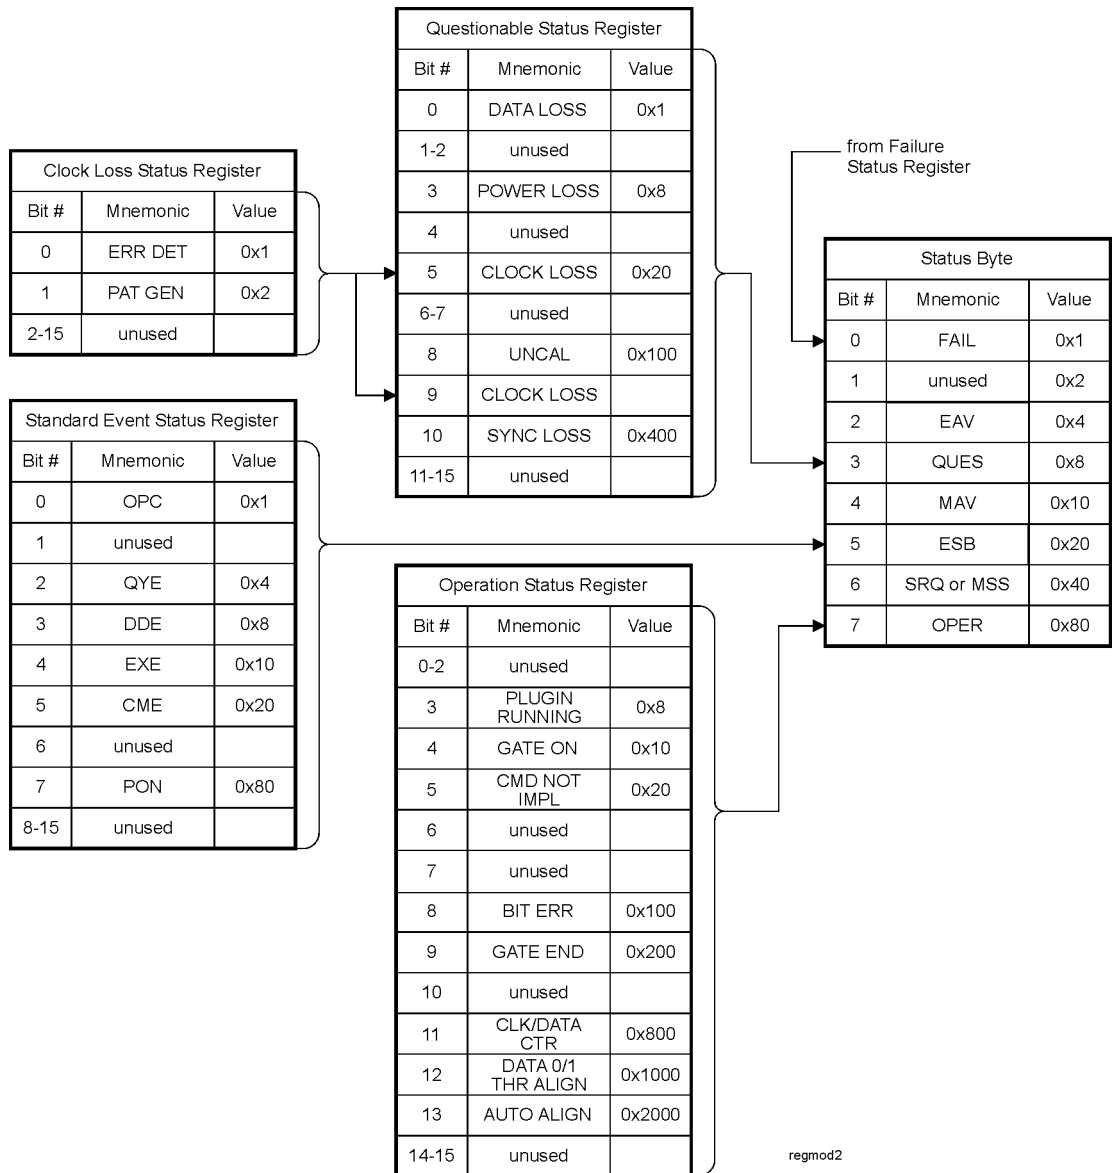 Questionable Status Register
Bit # Mnemonic Value
0 DATA LOSS 0x1
1-2 unused
3 POWER LOSS 0x8
4 unused
5 CLOCK LOSS 0x20
6-7 unused
8 UNCAL 0x100
9 CLOCK LOSS
10 SYNC LOSS 0x400
11-15 unused
Clock Loss Status Register
Bit # Mnemonic Value
0 ERR DET 0x1
1 PAT GEN 0x2
2-15 unused
from Failure
Status Register
Status Byte
Bit # Mnemonic Value
0 FAIL 0x1
1 unused 0x2
2 EAV 0x4
3 QUES 0x8
4 MAV 0x10
5 ESB 0x20
6 SRQ or MSS 0x40
7 OPER 0x80
Standard Event Status Register
Bit # Mnemonic Value
0 OPC 0x1
1 unused
2 QYE 0x4
3 DDE 0x8
4 EXE 0x10
5 CME 0x20
6 unused
7 PON 0x80
8-15 unused
Operation Status Register
Bit # Mnemonic Value
0-2 unused
3 PLUGIN RUNNING 0x8
4 GATE ON 0x10
5 CMD NOT IMPL 0x20
6 unused
7 unused
8 BIT ERR 0x100
9 GATE END 0x200
10 unused
11 CLK/DATA CTR 0x800
12 DATA 0/1 THR ALIGN 0x1000
13 AUTO ALIGN 0x2000
14-15 unused
regmod2